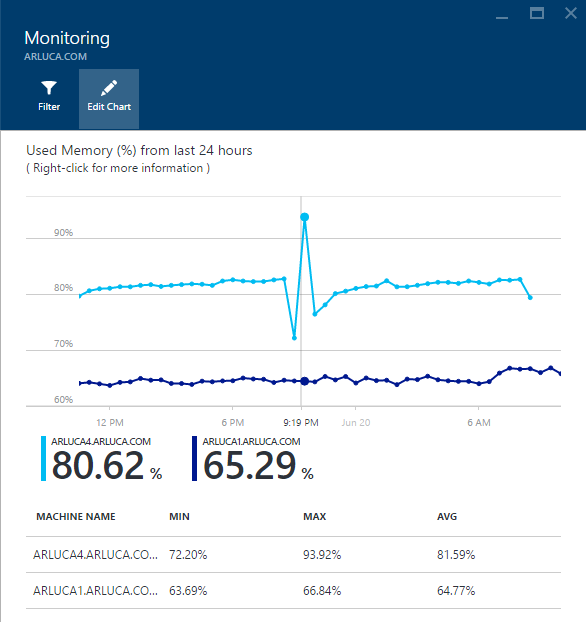 Monitoring
ARLUCA.COM
Filter
Edit Chart
Used Memory (%) from last 24 hours
( Right-click for more information )
90%
80%
70%
60%
12 PM 6 PM 9:19 PM Jun 20 6 AM
ARLUCA4.ARLUCA.COM ARLUCA1.ARLUCA.COM
80.62 % 65.29 %
MACHINE NAME MIN MAX AVG
ARLUCA4.ARLUCA.CO... 72.20% 93.92% 81.59%
ARLUCA1.ARLUCA.CO... 63.69% 66.84% 64.77%